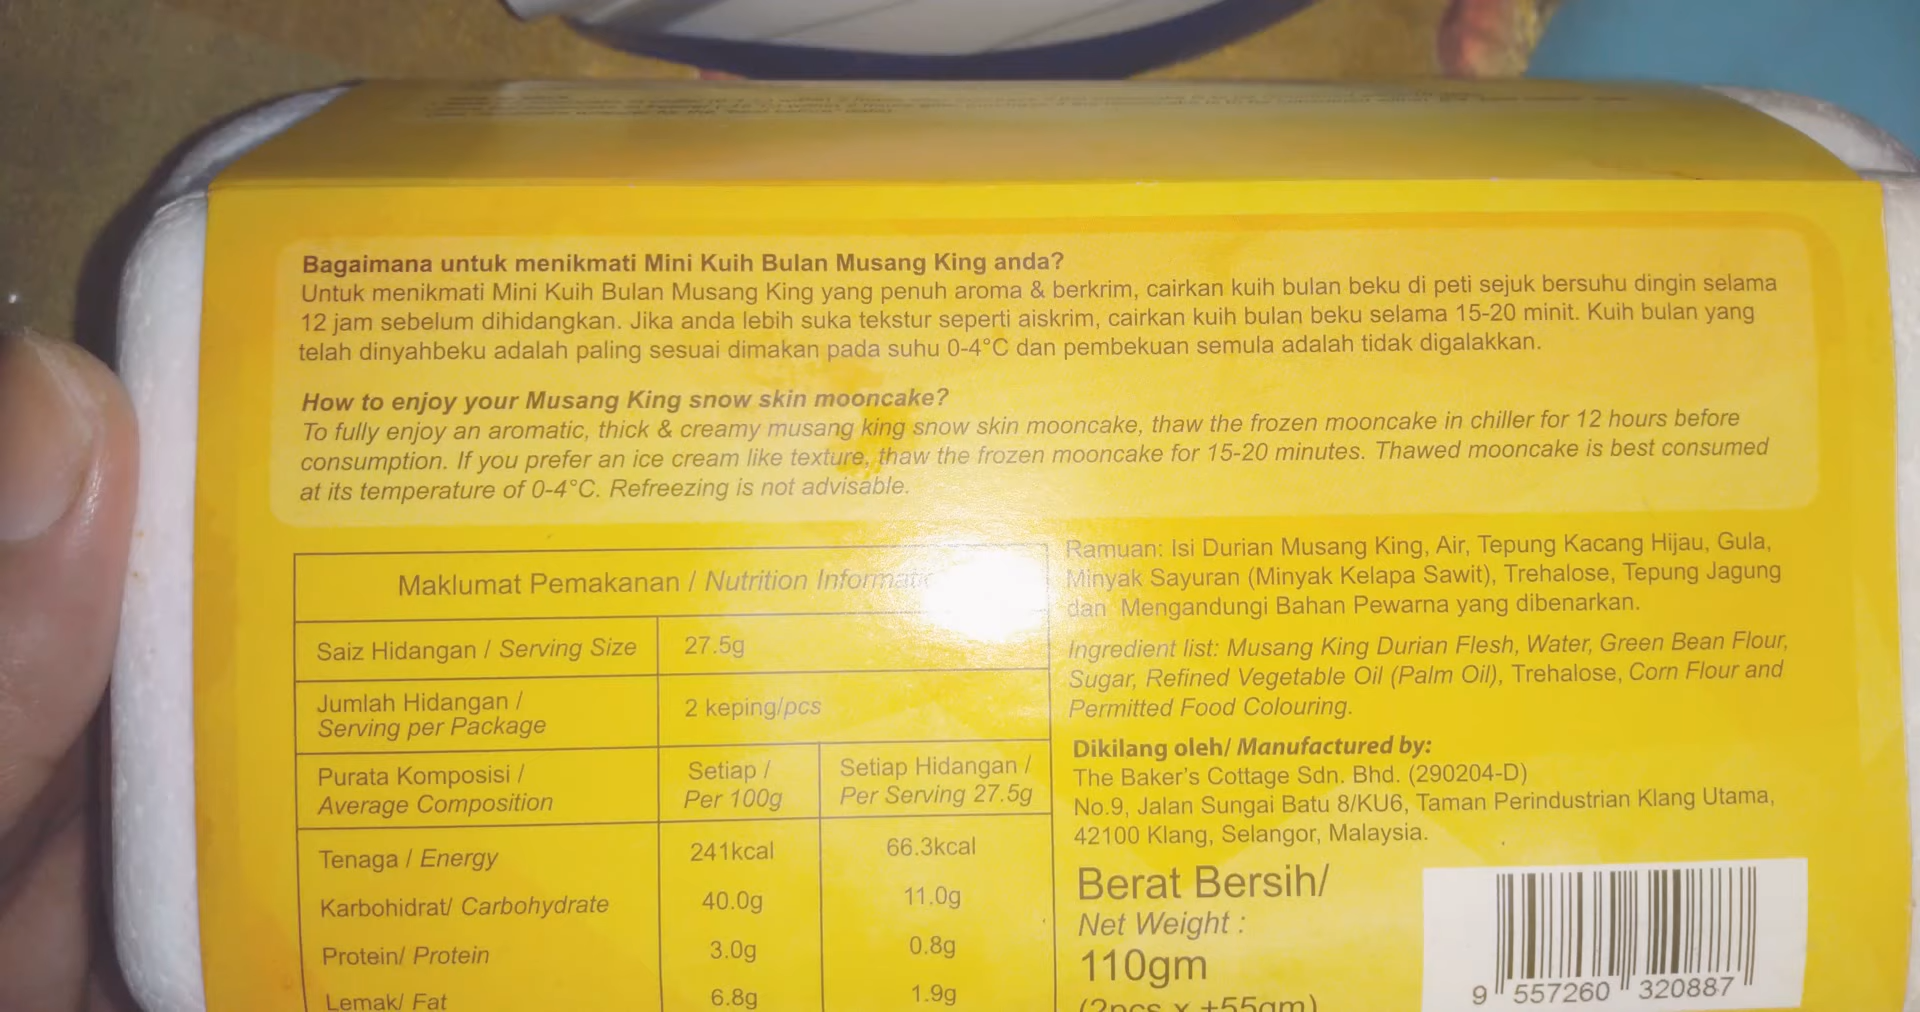 Bagaimana untuk menikmati Mini Kuih Bulan Musang King anda?
Untuk menikmati Mini Kuih Bulan Musang King yang penuh aroma & berkrim, cairkan kuih bulan beku di peti sejuk bersuhu dingin selama
12 jam sebelum dihidangkan. Jika anda lebih suka tekstur seperti aiskrim, cairkan kuih bulan beku selama 15-20 minit. Kuih bulan yang
telah dinyahbeku adalah paling sesuai dimakan pada suhu 0-4°C dan pembekuan semula adalah tidak digalakkan.
How to enjoy your Musang King snow skin mooncake?
To fully enjoy an aromatic, thick & creamy musang king snow skin mooncake, thaw the frozen mooncake in chiller for 12 hours before
consumption. If you prefer an ice cream like texture, thaw the frozen mooncake for 15-20 minutes. Thawed mooncake is best consumed
at its temperature of 0-4°C. Refreezing is not advisable.
Maklumat Pemakanan / Nutrition
Saiz Hidangan / Serving Size 27.5g
Jumlah Hidangan /
Serving per Package
2 keping/pcs
Purata Komposisi /
Average Composition
Setiap /
Per 100g
Setiap Hidangan /
Per Serving 27.5g
Tenaga / Energy 241kcal 66.3kcal
Karbohidrat/ Carbohydrate 40.0g 11.0g
Protein/ Protein 3.0g 0.8g
Lemak/ Fat 6.8g 1.9g
Ramuan: Isi Durian Musang King, Air, Tepung Kacang Hijau, Gula,
Minyak Sayuran (Minyak Kelapa Sawit), Trehalose, Tepung Jagung
dan Mengandungi Bahan Pewarna yang dibenarkan.
Ingredient list: Musang King Durian Flesh, Water, Green Bean Flour,
Sugar, Refined Vegetable Oil (Palm Oil), Trehalose, Corn Flour and
Permitted Food Colouring.
Dikilang oleh/ Manufactured by:
The Baker's Cottage Sdn. Bhd. (290204-D)
No.9, Jalan Sungai Batu 8/KU6, Taman Perindustrian Klang Utama,
42100 Klang, Selangor, Malaysia.
Berat Bersih/
Net Weight :
110gm
(2pcs x ±55gm)
9 557260 320887